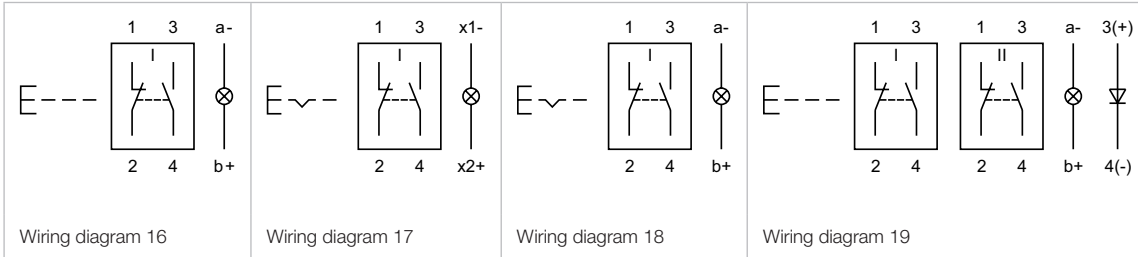 1 3 a-
I
2 4 b+
Wiring diagram 16
1 3 x1-
I
2 4 x2+
Wiring diagram 17
1 3 a-
I
2 4 b+
Wiring diagram 18
1 3 1 3 a- 3(+)
I II
2 4 2 4 b+ 4(-)
Wiring diagram 19